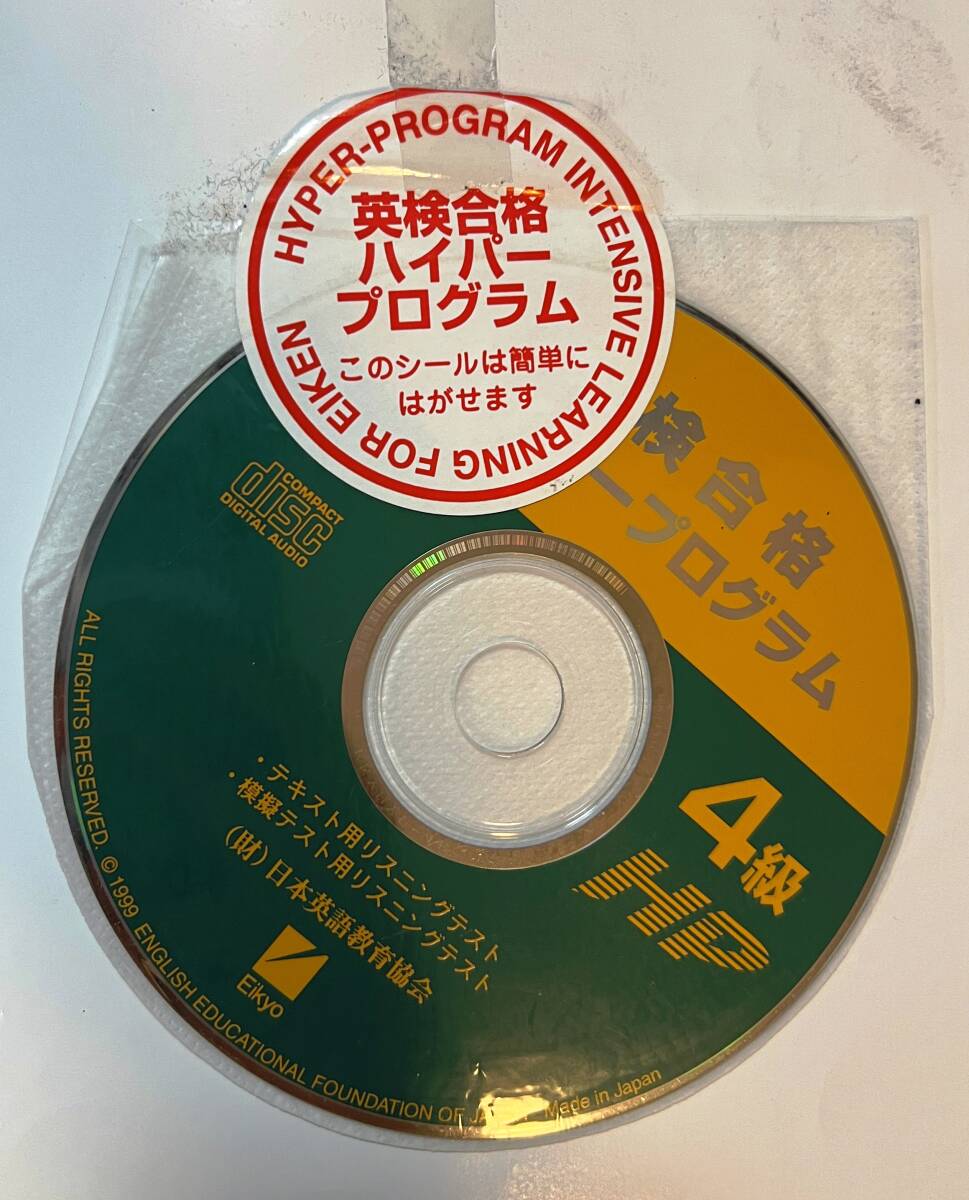 HYPER-PROGRAM INTENSIVE LEARNING FOR EIKEN
英検合格
ハイパー
プログラム
このシールは簡単に
はがせます
検合格
ープログラム
4級
HP
COMPACT
disc
DIGITAL AUDIO
・テキスト用リスニングテスト
・模擬テスト用リスニングテスト
(財)日本英語教育協会
Eikyo
ALL RIGHTS RESERVED. ©1999 ENGLISH EDUCATIONAL FOUNDATION OF
Made in Japan